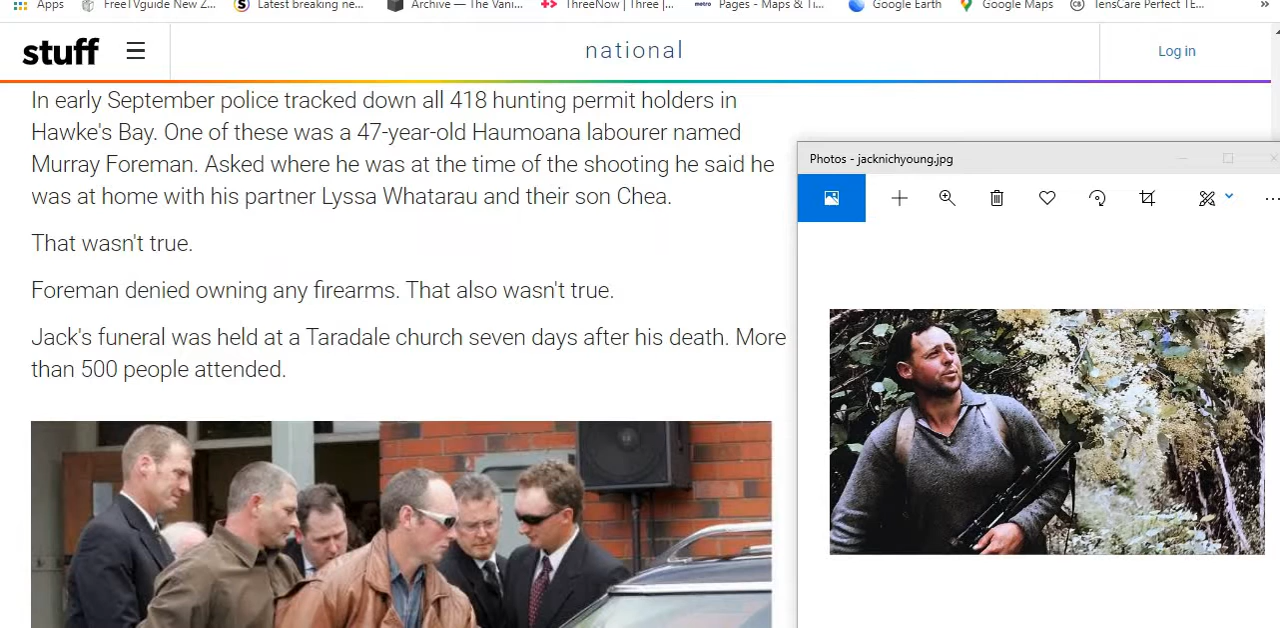 Apps FreeTVguide New Z... Latest breaking ne... Archive — The Vani... ThreeNow | Three |... metro Pages - Maps & Ti... Google Earth Google Maps TensCare Perfect TE... »
stuff national Log in
In early September police tracked down all 418 hunting permit holders in
Hawke's Bay. One of these was a 47-year-old Haumoana labourer named
Murray Foreman. Asked where he was at the time of the shooting he said he
was at home with his partner Lyssa Whatarau and their son Chea.
That wasn't true.
Foreman denied owning any firearms. That also wasn't true.
Jack's funeral was held at a Taradale church seven days after his death. More
than 500 people attended.
Photos - jacknichyoung.jpg